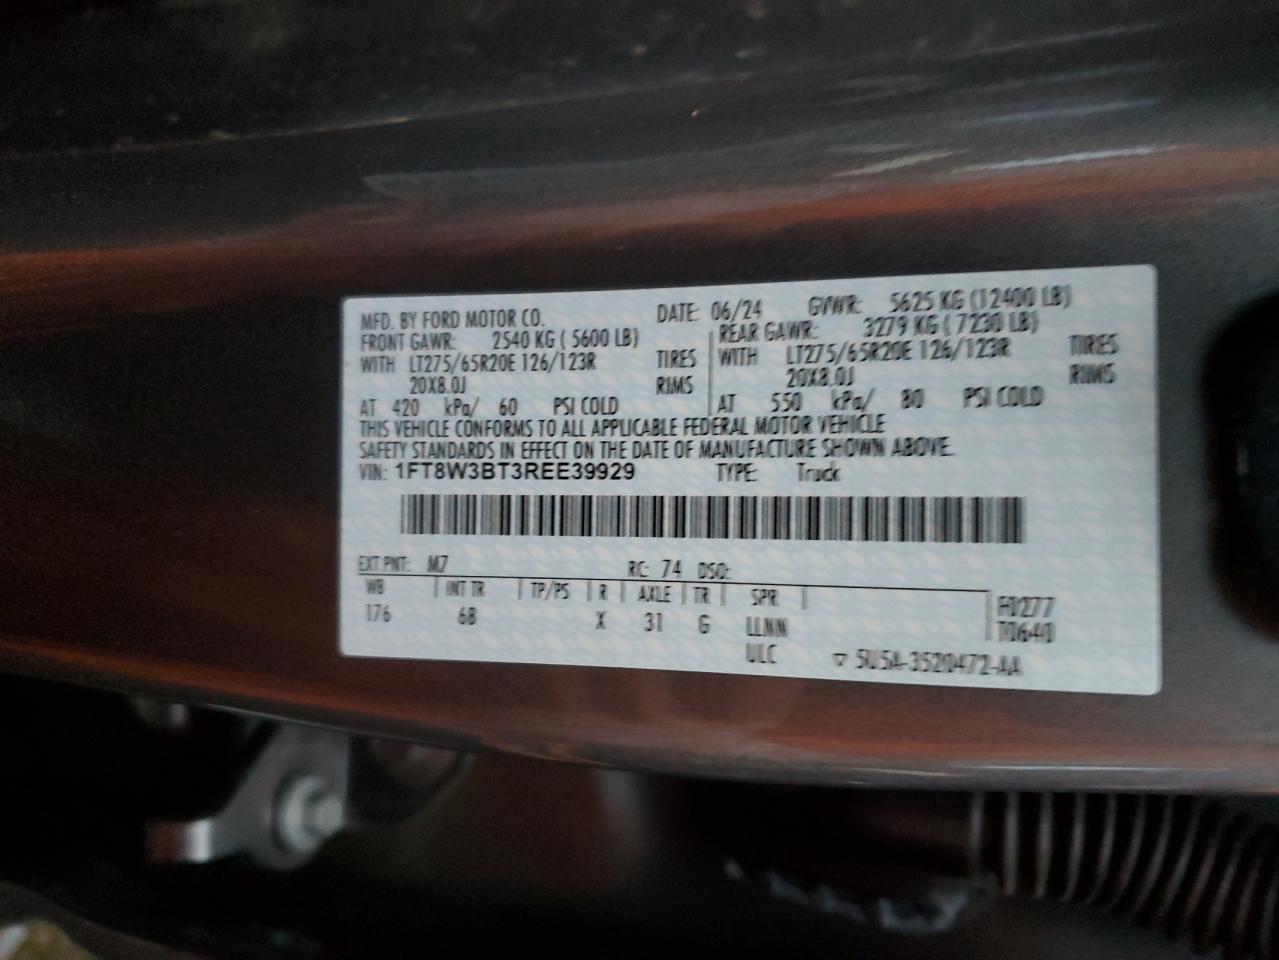 MFD. BY FORD MOTOR CO. DATE: 06/24 GVWR: 5625 KG (12400 LB)
FRONT GAWR: 2540 KG ( 5600 LB) REAR GAWR: 3279 KG ( 7230 LB)
WITH LT275/65R20E 126/123R TIRES WITH LT275/65R20E 126/123R TIRES
20X8.0J RIMS 20X8.0J RIMS
AT 420 kPa/ 60 PSI COLD AT 550 kPa/ 80 PSI COLD
THIS VEHICLE CONFORMS TO ALL APPLICABLE FEDERAL MOTOR VEHICLE
SAFETY STANDARDS IN EFFECT ON THE DATE OF MANUFACTURE SHOWN ABOVE.
VIN: 1FT8W3BT3REE39929 TYPE: Truck
EXT PNT: M7 RC: 74 DSO:
WB INT TR TP/PS R AXLE TR SPR F0277
176 6B X 31 G LLNN T0640
ULC ▽ 5U5A-3520472-AA